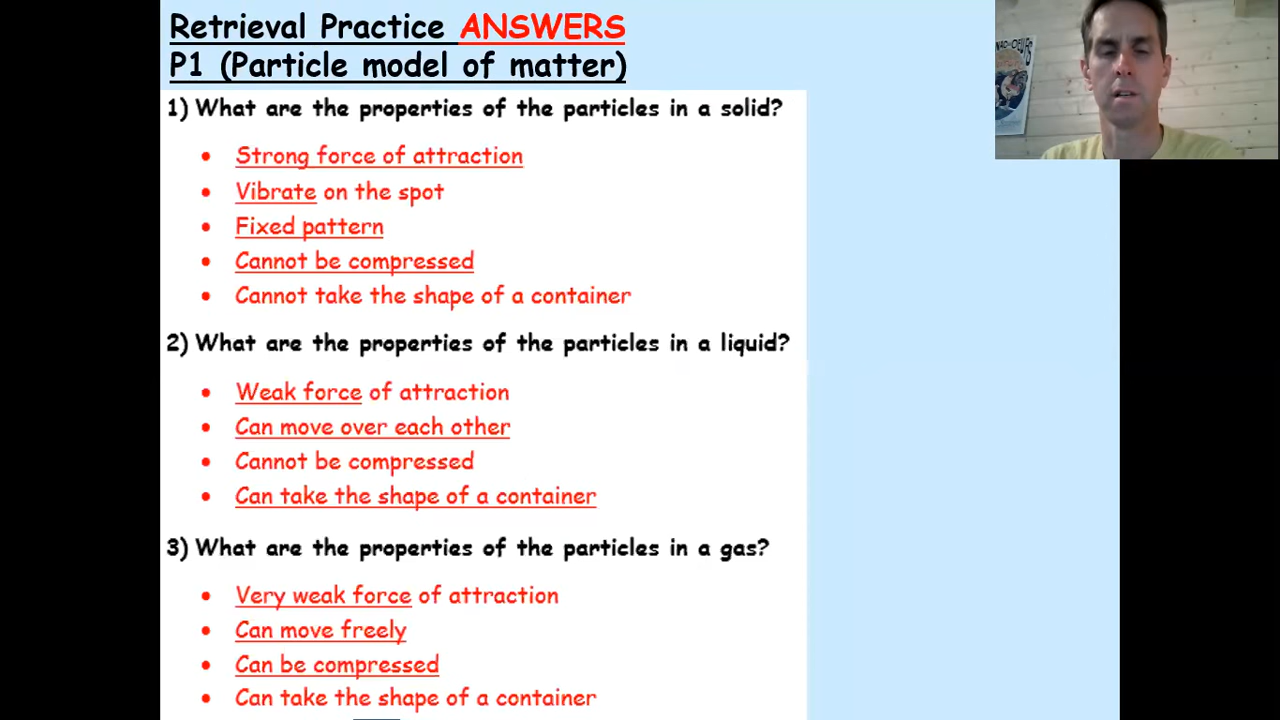 Retrieval Practice ANSWERS
P1 (Particle model of matter)
1) What are the properties of the particles in a solid?
• Strong force of attraction
• Vibrate on the spot
• Fixed pattern
• Cannot be compressed
• Cannot take the shape of a container
2) What are the properties of the particles in a liquid?
• Weak force of attraction
• Can move over each other
• Cannot be compressed
• Can take the shape of a container
3) What are the properties of the particles in a gas?
• Very weak force of attraction
• Can move freely
• Can be compressed
• Can take the shape of a container